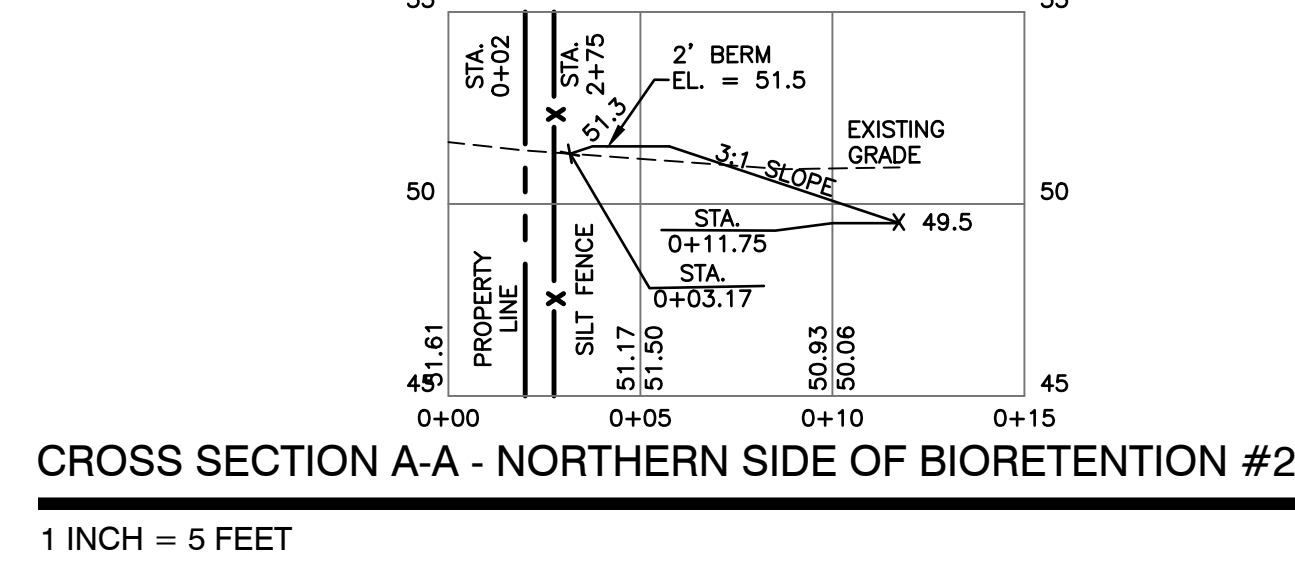 55
55
STA.
0+02
STA.
2+75
2' BERM
EL. = 51.5
51.3
EXISTING
GRADE
3:1 SLOPE
50
50
STA.
0+11.75
49.5
STA.
0+03.17
PROPERTY
LINE
SILT FENCE
51.61
51.17
51.50
50.93
50.06
45
45
0+00
0+05
0+10
0+15
CROSS SECTION A-A - NORTHERN SIDE OF BIORETENTION #2
1 INCH = 5 FEET